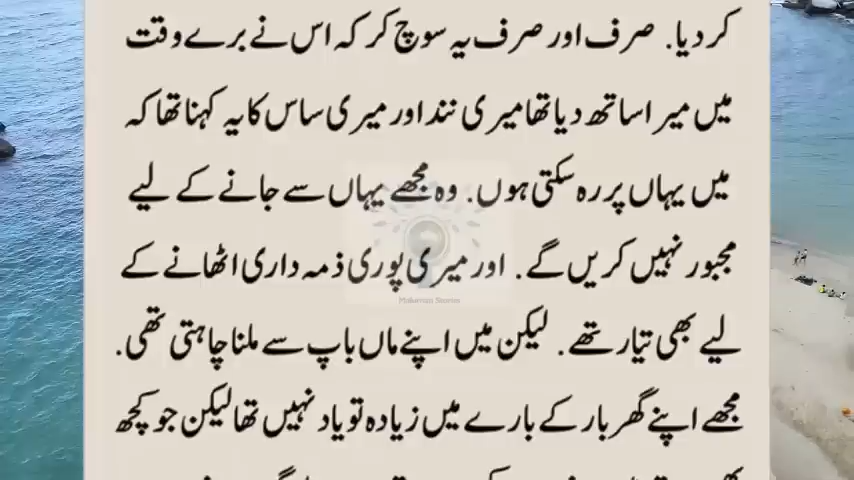 کر دیا. صرف اور صرف یہ سوچ کر کہ اس نے برے وقت
میں میرا ساتھ دیا تھا میری نند اور میری ساس کا یہ کہنا تھا کہ
میں یہاں پر رہ سکتی ہوں. وہ مجھے یہاں سے جانے کے لیے
مجبور نہیں کریں گے. اور میری پوری ذمہ داری اٹھانے کے
لیے بھی تیار تھے. لیکن میں اپنے ماں باپ سے ملنا چاہتی تھی.
مجھے اپنے گھر بار کے بارے میں زیادہ تو یاد نہیں تھا لیکن جو کچھ